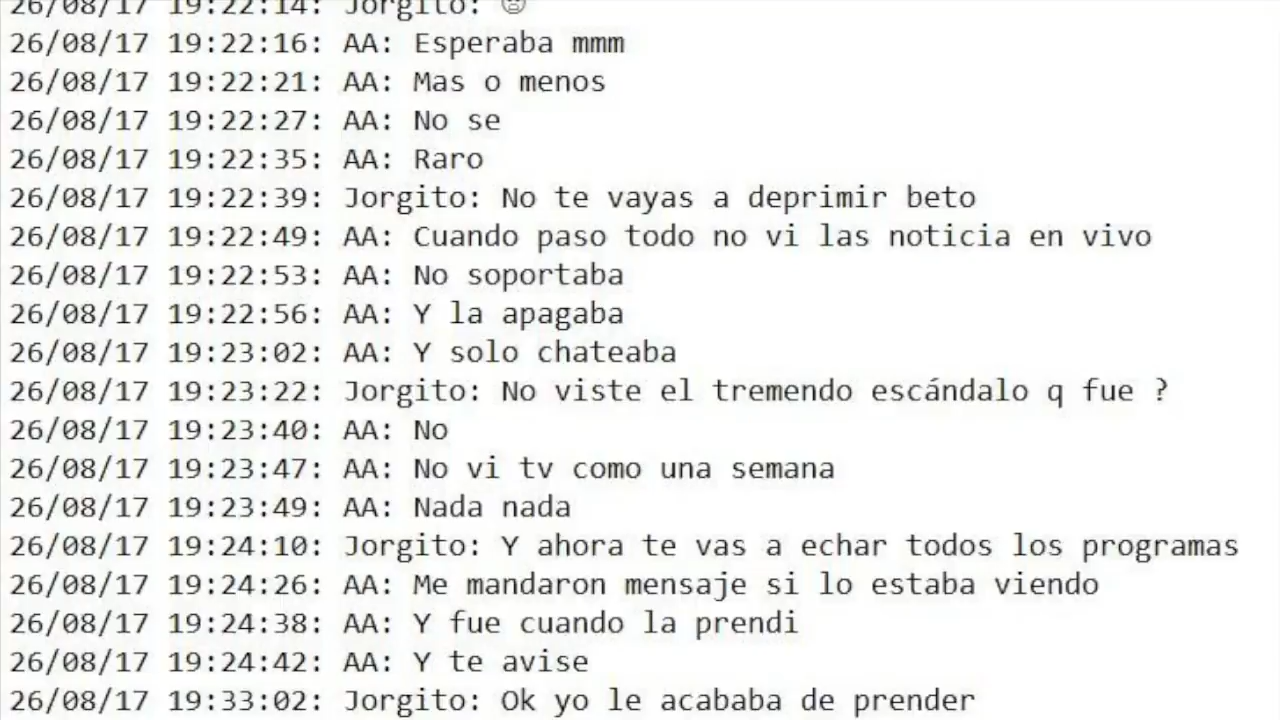 26/08/17 19:22:14: Jorgito: ☹
26/08/17 19:22:16: AA: Esperaba mmm
26/08/17 19:22:21: AA: Mas o menos
26/08/17 19:22:27: AA: No se
26/08/17 19:22:35: AA: Raro
26/08/17 19:22:39: Jorgito: No te vayas a deprimir beto
26/08/17 19:22:49: AA: Cuando paso todo no vi las noticia en vivo
26/08/17 19:22:53: AA: No soportaba
26/08/17 19:22:56: AA: Y la apagaba
26/08/17 19:23:02: AA: Y solo chateaba
26/08/17 19:23:22: Jorgito: No viste el tremendo escándalo q fue ?
26/08/17 19:23:40: AA: No
26/08/17 19:23:47: AA: No vi tv como una semana
26/08/17 19:23:49: AA: Nada nada
26/08/17 19:24:10: Jorgito: Y ahora te vas a echar todos los programas
26/08/17 19:24:26: AA: Me mandaron mensaje si lo estaba viendo
26/08/17 19:24:38: AA: Y fue cuando la prendi
26/08/17 19:24:42: AA: Y te avise
26/08/17 19:33:02: Jorgito: Ok yo le acababa de prender